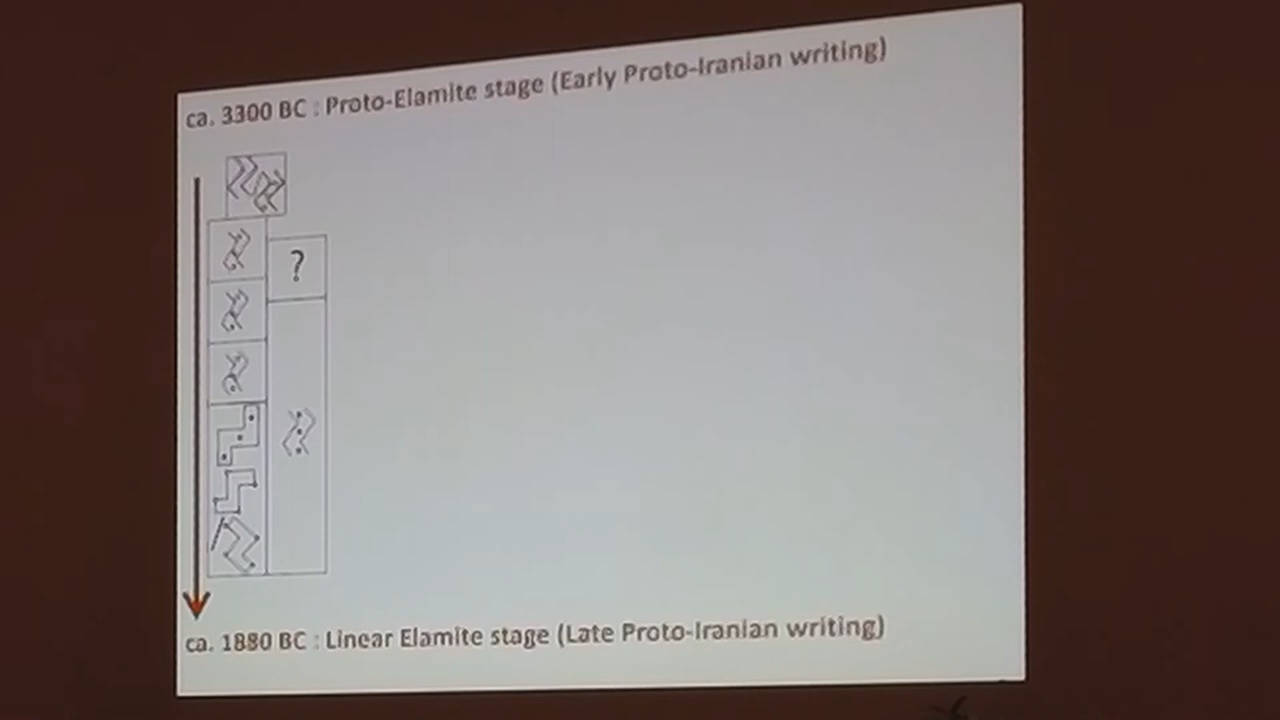 ca. 3300 BC : Proto-Elamite stage (Early Proto-Iranian writing)
?
ca. 1880 BC : Linear Elamite stage (Late Proto-Iranian writing)